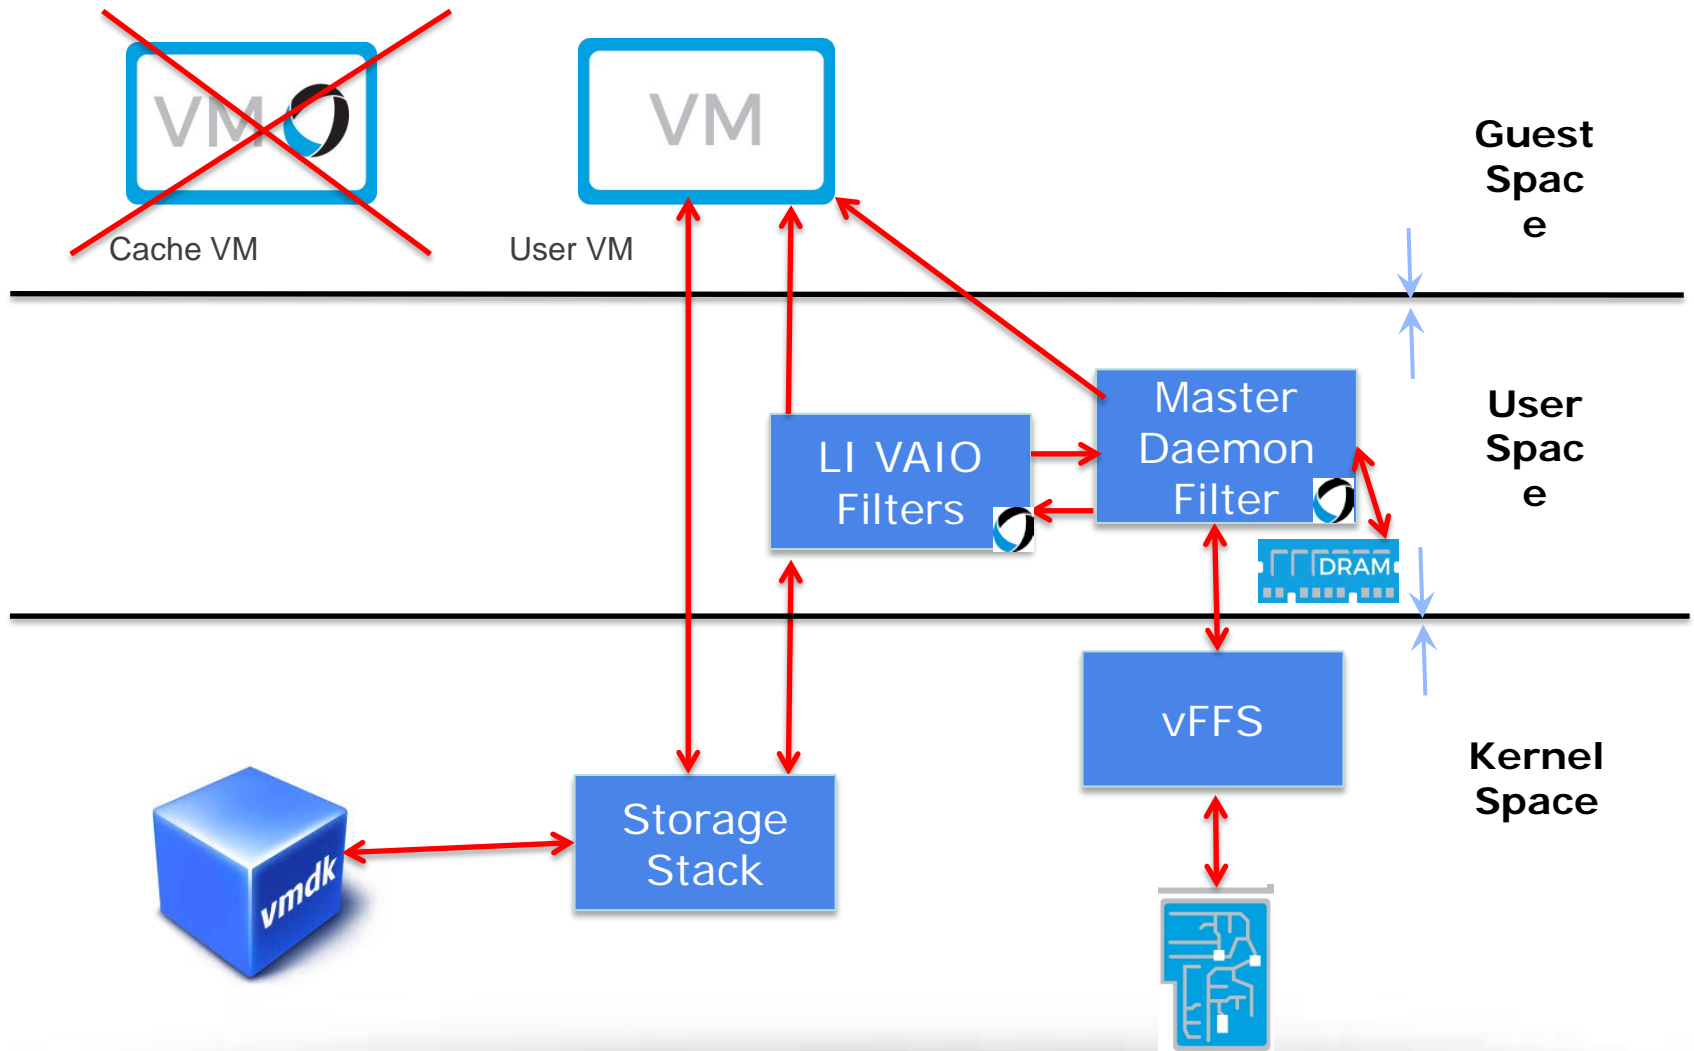 VM
VM
Cache VM
User VM
Guest
Spac
e
LI VAIO
Filters
Master
Daemon
Filter
DRAM
User
Spac
e
vmdk
Storage
Stack
vFFS
Kernel
Space